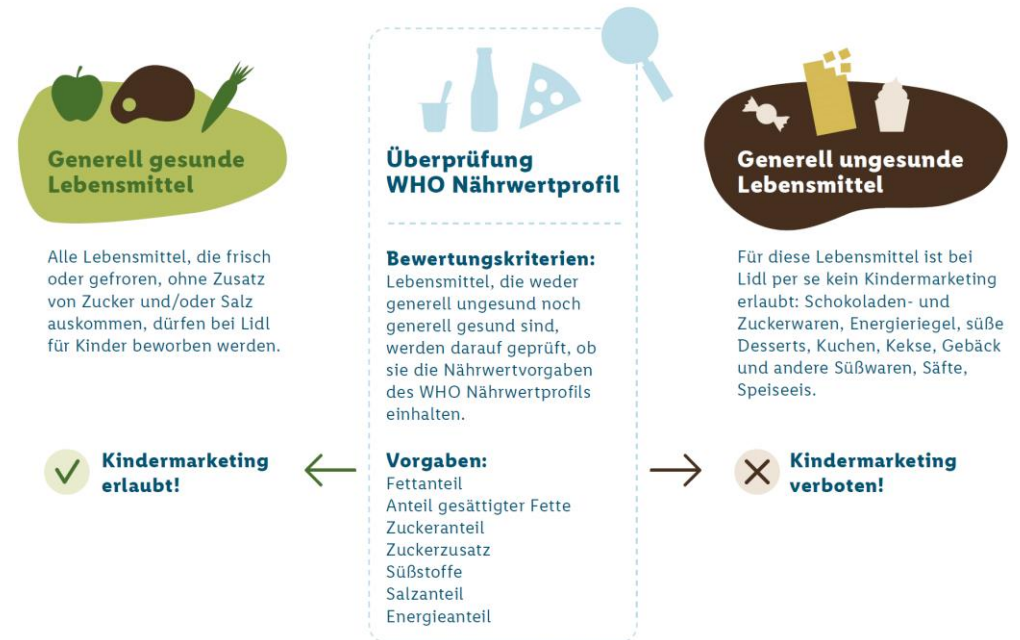 Generell gesunde
Lebensmittel
Alle Lebensmittel, die frisch
oder gefroren, ohne Zusatz
von Zucker und/oder Salz
auskommen, dürfen bei Lidl
für Kinder beworben werden.
Kindermarketing
erlaubt!
Überprüfung
WHO Nährwertprofil
Bewertungskriterien:
Lebensmittel, die weder
generell ungesund noch
generell gesund sind,
werden darauf geprüft, ob
sie die Nährwertvorgaben
des WHO Nährwertprofils
einhalten.
Vorgaben:
Fettanteil
Anteil gesättigter Fette
Zuckeranteil
Zuckerzusatz
Süßstoffe
Salzanteil
Energieanteil
Generell ungesunde
Lebensmittel
Für diese Lebensmittel ist bei
Lidl per se kein Kindermarketing
erlaubt: Schokoladen- und
Zuckerwaren, Energieriegel, süße
Desserts, Kuchen, Kekse, Gebäck
und andere Süßwaren, Säfte,
Speiseeis.
Kindermarketing
verboten!